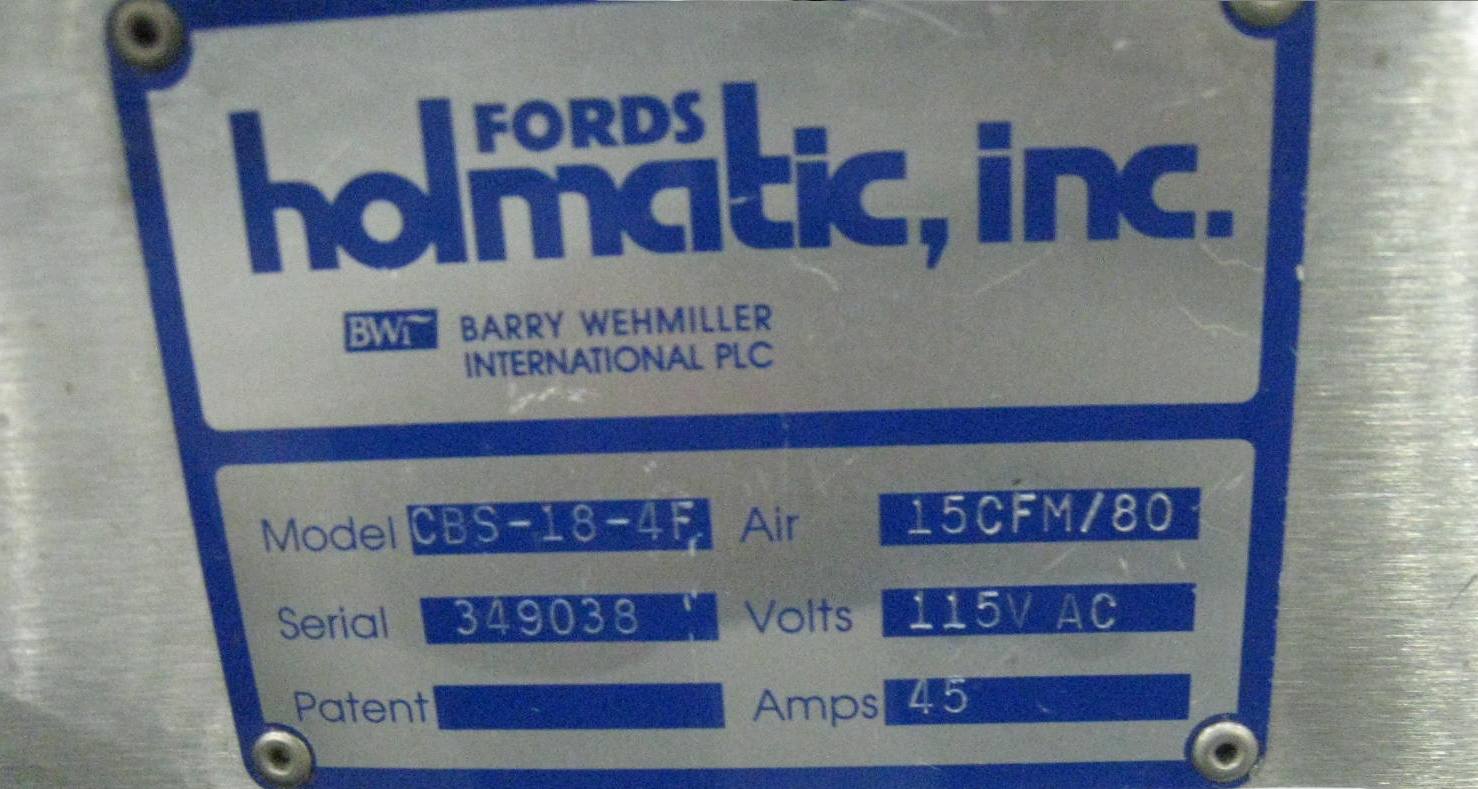 FORDS
holmatic, inc.
BWI BARRY WEHMILLER
INTERNATIONAL PLC
Model CBS-18-4F Air 15CFM/80
Serial 349038 Volts 115V AC
Patent Amps 45